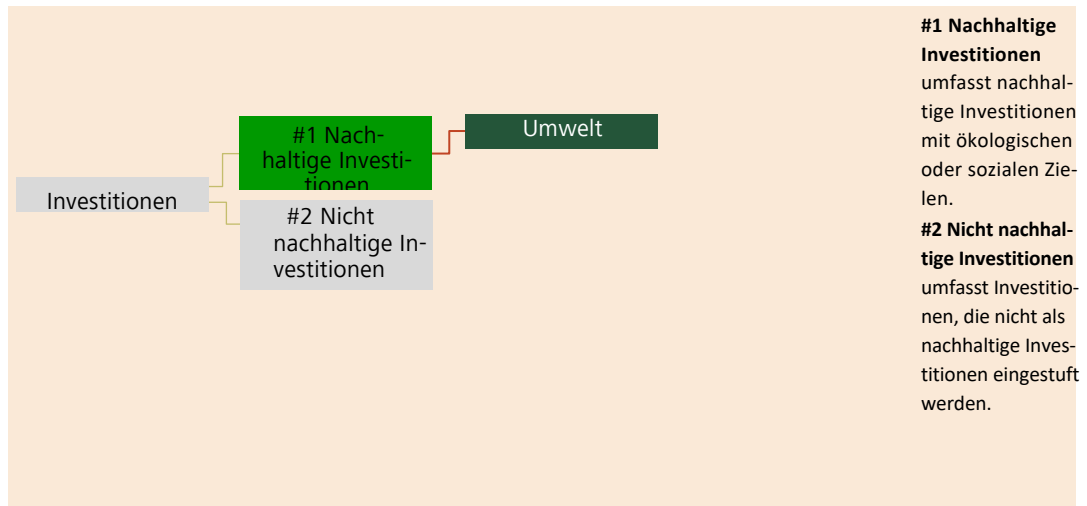 Investitionen
#1 Nach-
haltige Investi-
tionen
Umwelt
#2 Nicht
nachhaltige In-
vestitionen
#1 Nachhaltige
Investitionen
umfasst nachhal-
tige Investitionen
mit ökologischen
oder sozialen Zie-
len.
#2 Nicht nachhal-
tige Investitionen
umfasst Investitio-
nen, die nicht als
nachhaltige Inves-
titionen eingestuft
werden.